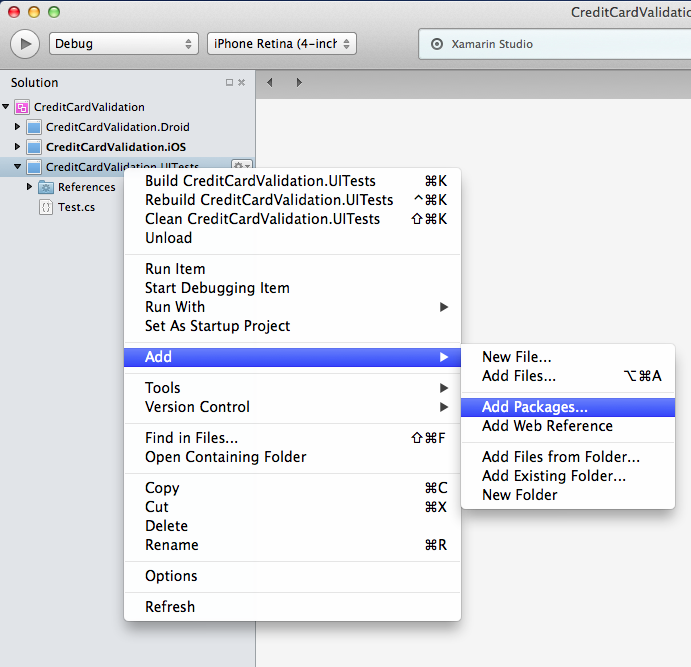 CreditCardValidatio
Debug
iPhone Retina (4-inch
Xamarin Studio
Solution
CreditCardValidation
CreditCardValidation.Droid
CreditCardValidation.iOS
CreditCardValidation.UITests
References
Test.cs
Build CreditCardValidation.UITests ⌘K
Rebuild CreditCardValidation.UITests ^⌘K
Clean CreditCardValidation.UITests ⇧⌘K
Unload
Run Item
Start Debugging Item
Run With
Set As Startup Project
Add
Tools
Version Control
Find in Files... ⇧⌘F
Open Containing Folder
Copy ⌘C
Cut ⌘X
Delete
Rename ⌘R
Options
Refresh
New File...
Add Files... ⌥⌘A
Add Packages...
Add Web Reference
Add Files from Folder...
Add Existing Folder...
New Folder